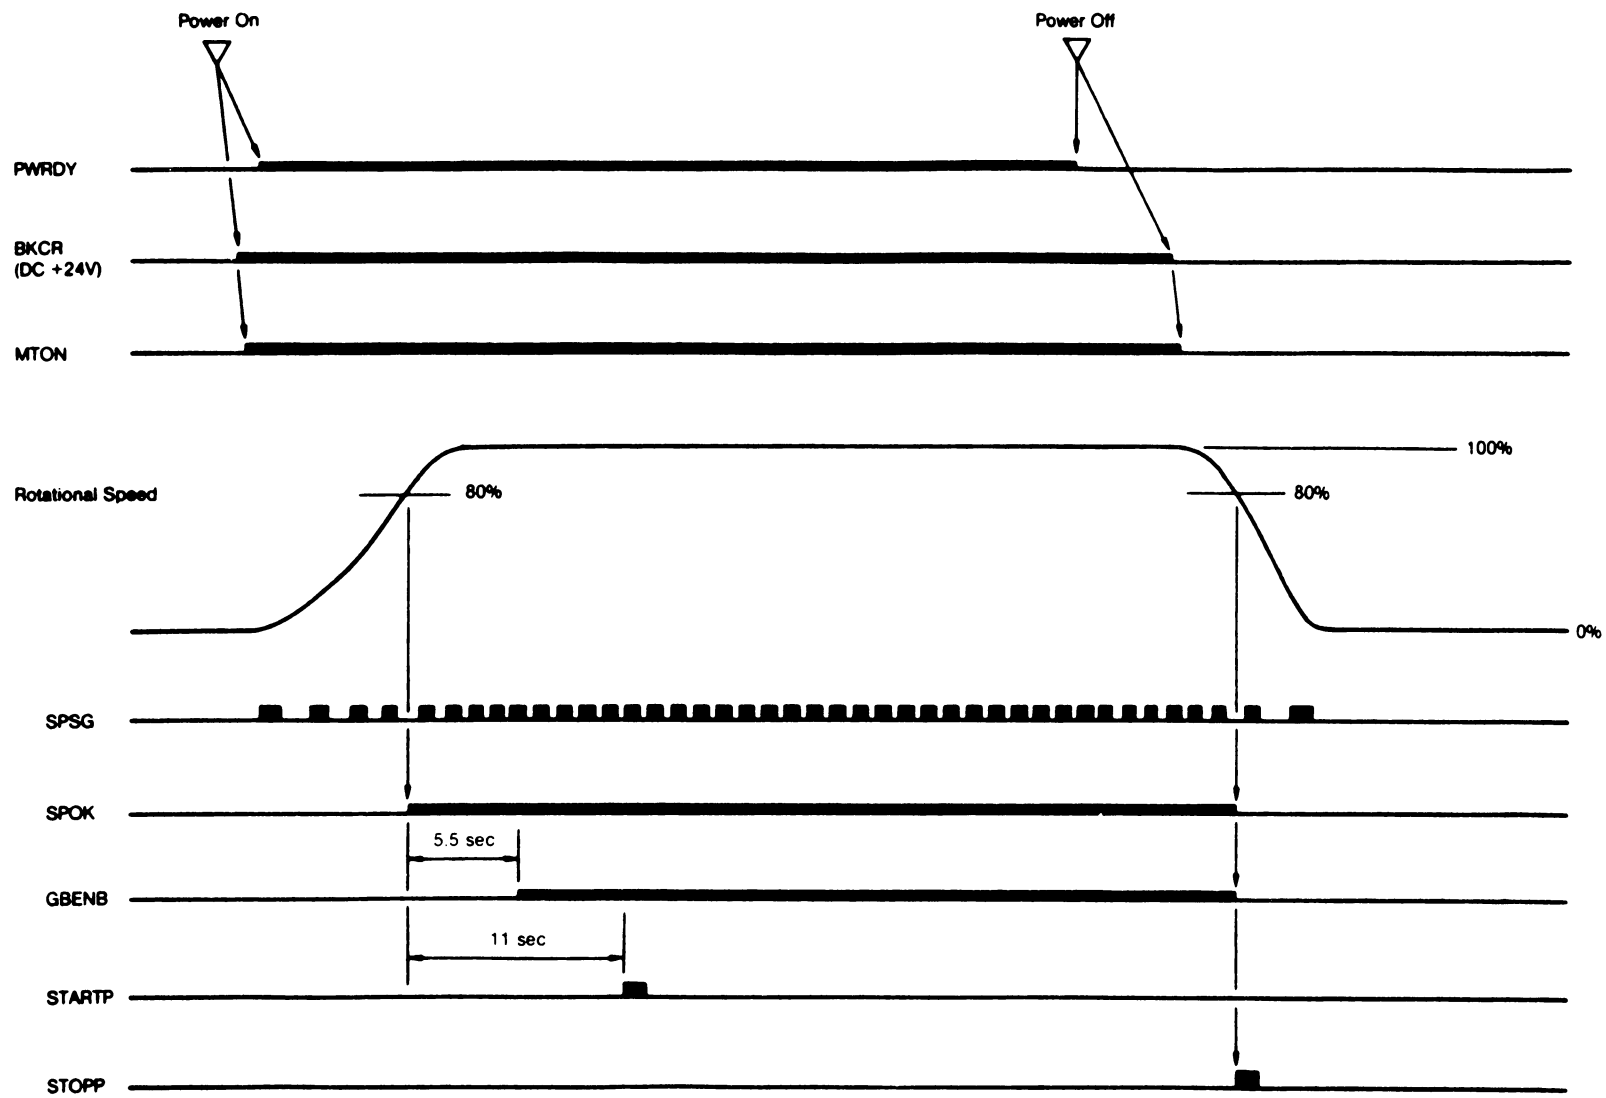 Power On
Power Off
PWRDY
BKCR
(DC +24V)
MTON
100%
Rotational Speed
80%
80%
0%
SPSG
SPOK
5.5 sec
GBENB
11 sec
STARTP
STOPP